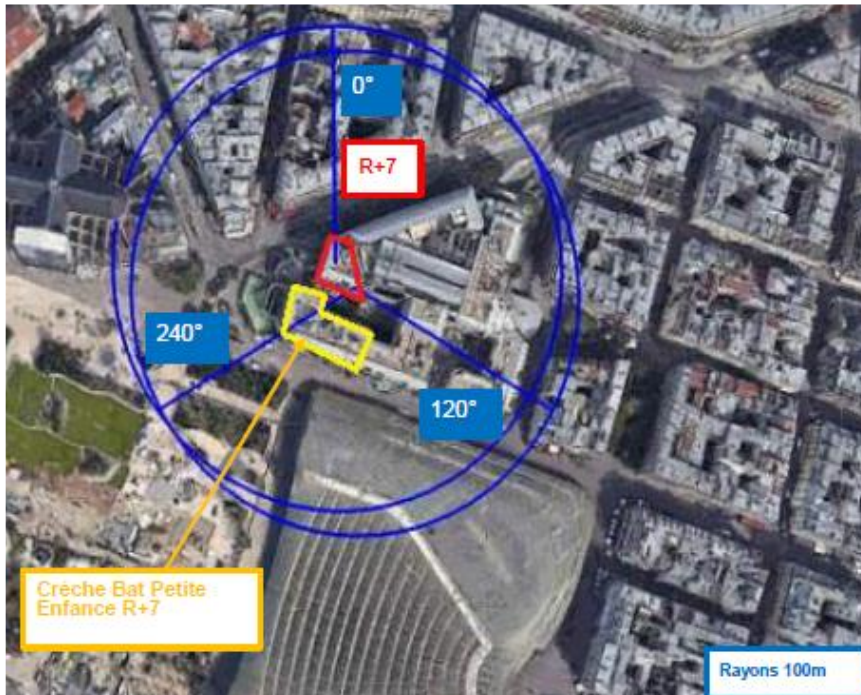 0°
R+7
240°
120°
Crèche Bat Petite
Enfance R+7
Rayons 100m